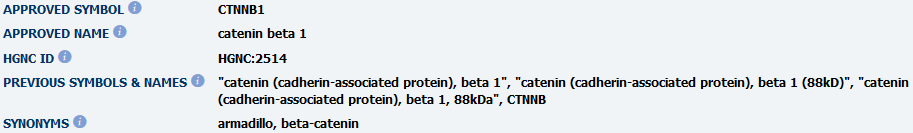 APPROVED SYMBOL CTNNB1
APPROVED NAME catenin beta 1
HGNC ID HGNC:2514
PREVIOUS SYMBOLS & NAMES "catenin (cadherin-associated protein), beta 1", "catenin (cadherin-associated protein), beta 1 (88kD)", "catenin
(cadherin-associated protein), beta 1, 88kDa", CTNNB
SYNONYMS armadillo, beta-catenin